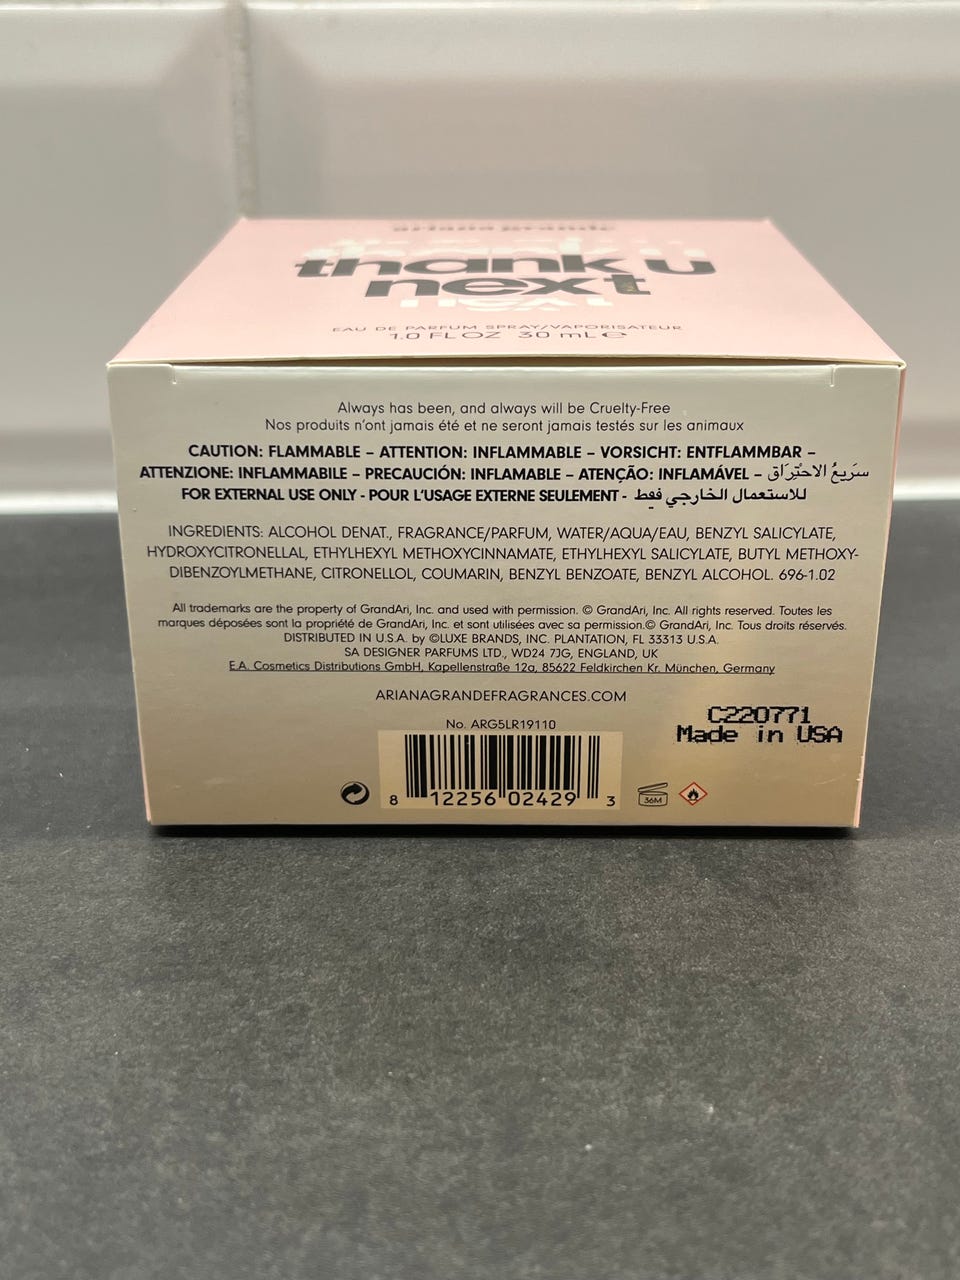 ariana grande
thank u
next
EAU DE PARFUM SPRAY/VAPORISATEUR
1.0 FL OZ 30 mL e
Always has been, and always will be Cruelty-Free
Nos produits n'ont jamais été et ne seront jamais testés sur les animaux
CAUTION: FLAMMABLE – ATTENTION: INFLAMMABLE – VORSICHT: ENTFLAMMBAR –
ATTENZIONE: INFLAMMABILE – PRECAUCIÓN: INFLAMABLE – ATENÇÃO: INFLAMÁVEL – سَريعُ الاحْتِرَاق
FOR EXTERNAL USE ONLY - POUR L'USAGE EXTERNE SEULEMENT - للاستعمال الخارجي فقط
INGREDIENTS: ALCOHOL DENAT., FRAGRANCE/PARFUM, WATER/AQUA/EAU, BENZYL SALICYLATE,
HYDROXYCITRONELLAL, ETHYLHEXYL METHOXYCINNAMATE, ETHYLHEXYL SALICYLATE, BUTYL METHOXY-
DIBENZOYLMETHANE, CITRONELLOL, COUMARIN, BENZYL BENZOATE, BENZYL ALCOHOL. 696-1.02
All trademarks are the property of GrandAri, Inc. and used with permission. © GrandAri, Inc. All rights reserved. Toutes les
marques déposées sont la propriété de GrandAri, Inc. et sont utilisées avec sa permission.© GrandAri, Inc. Tous droits réservés.
DISTRIBUTED IN U.S.A. by ©LUXE BRANDS, INC. PLANTATION, FL 33313 U.S.A.
SA DESIGNER PARFUMS LTD., WD24 7JG, ENGLAND, UK
E.A. Cosmetics Distributions GmbH, Kapellenstraße 12a, 85622 Feldkirchen Kr. München, Germany
ARIANAGRANDEFRAGRANCES.COM
C220771
Made in USA
No. ARG5LR19110
8 12256 02429 3
36M